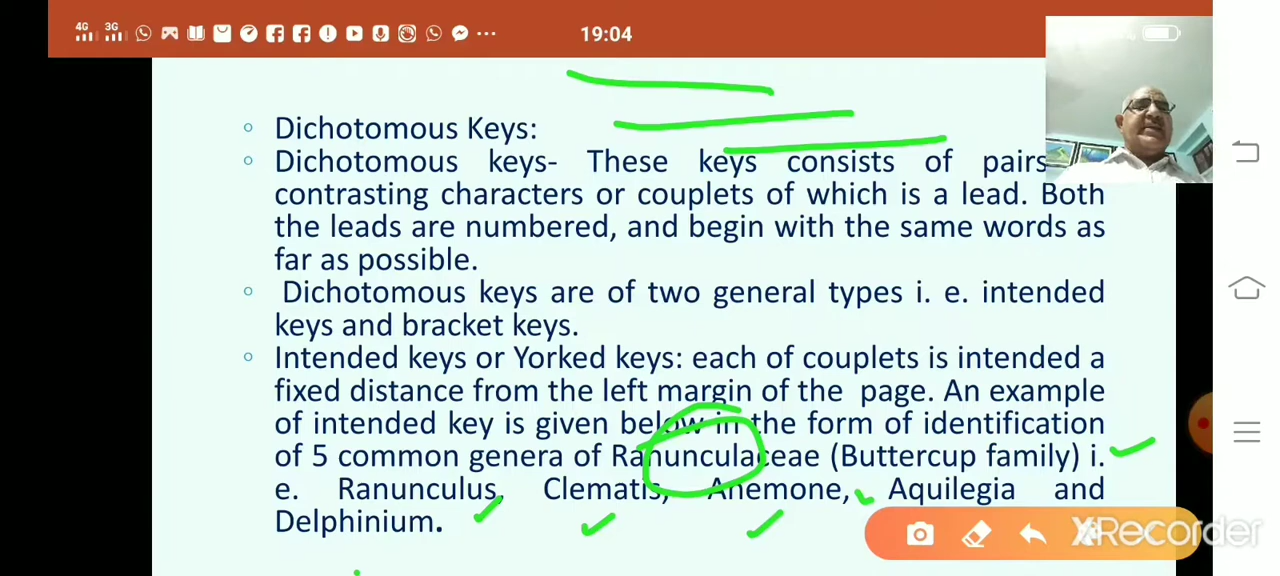 4G 3G 19:04
Dichotomous Keys:
Dichotomous keys- These keys consists of pairs
contrasting characters or couplets of which is a lead. Both
the leads are numbered, and begin with the same words as
far as possible.
Dichotomous keys are of two general types i. e. intended
keys and bracket keys.
Intended keys or Yorked keys: each of couplets is intended a
fixed distance from the left margin of the page. An example
of intended key is given below in the form of identification
of 5 common genera of Ranunculaceae (Buttercup family) i.
e. Ranunculus, Clematis, Anemone, Aquilegia and
Delphinium.
XRecorder